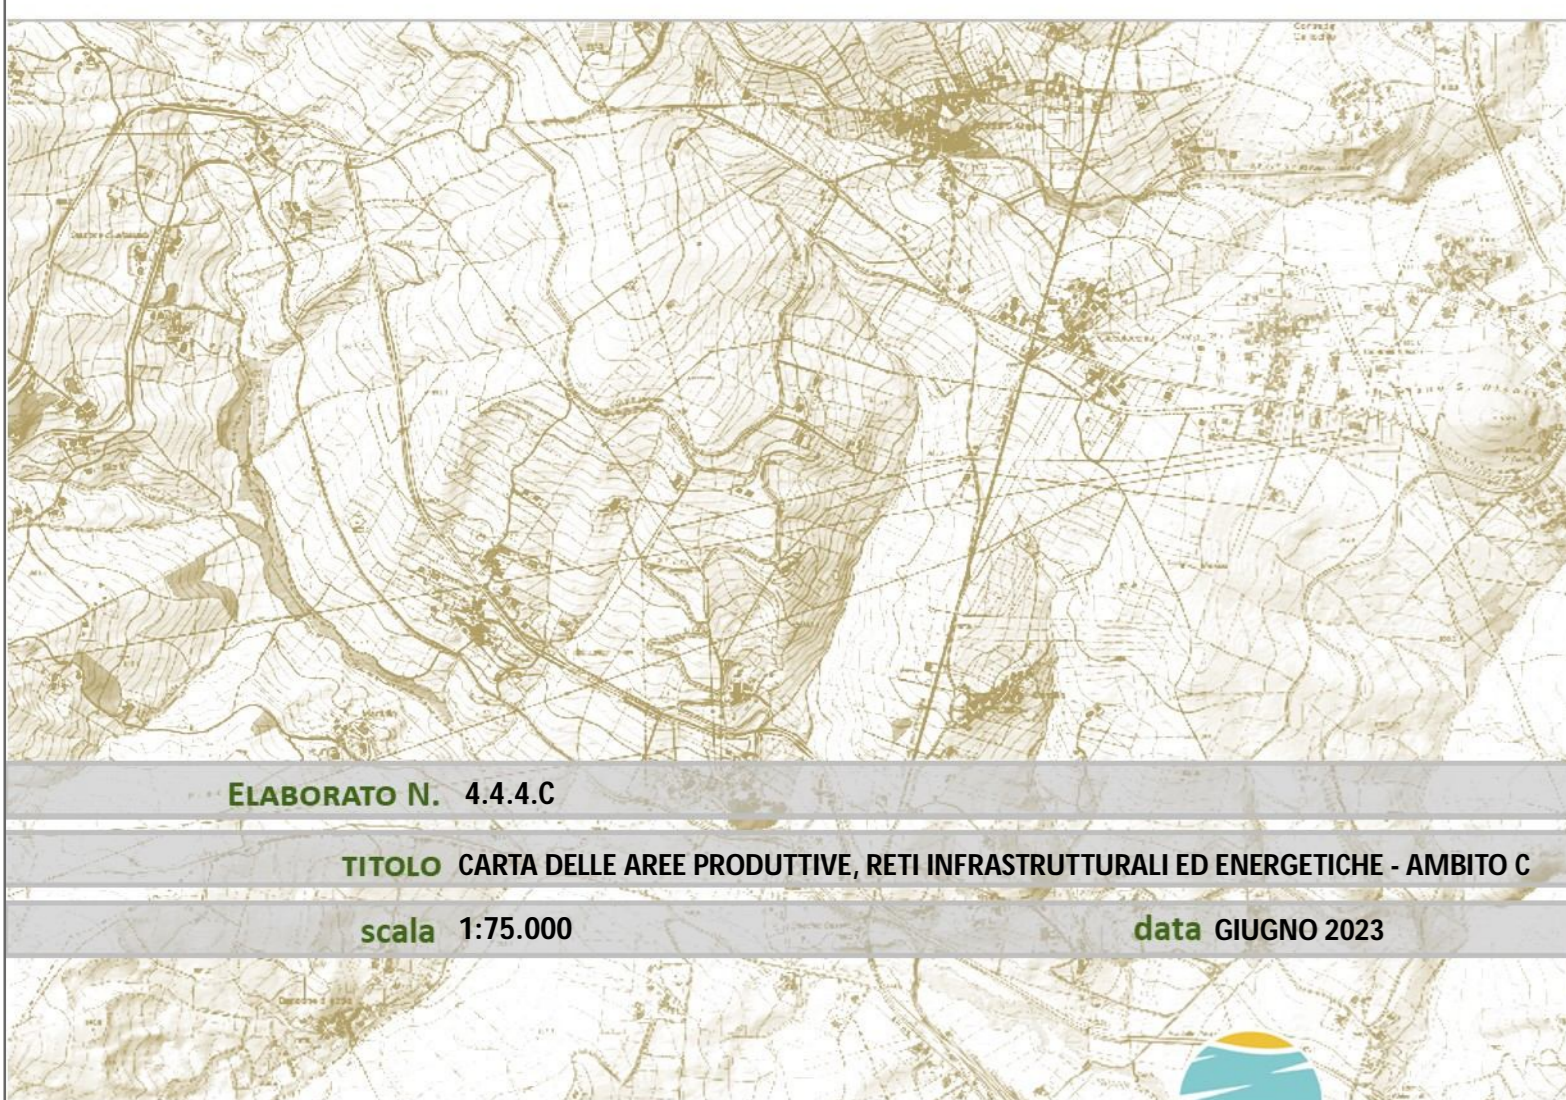 ELABORATO N. 4.4.4.C
TITOLO CARTA DELLE AREE PRODUTTIVE, RETI INFRASTRUTTURALI ED ENERGETICHE - AMBITO C
scala 1:75.000 data GIUGNO 2023